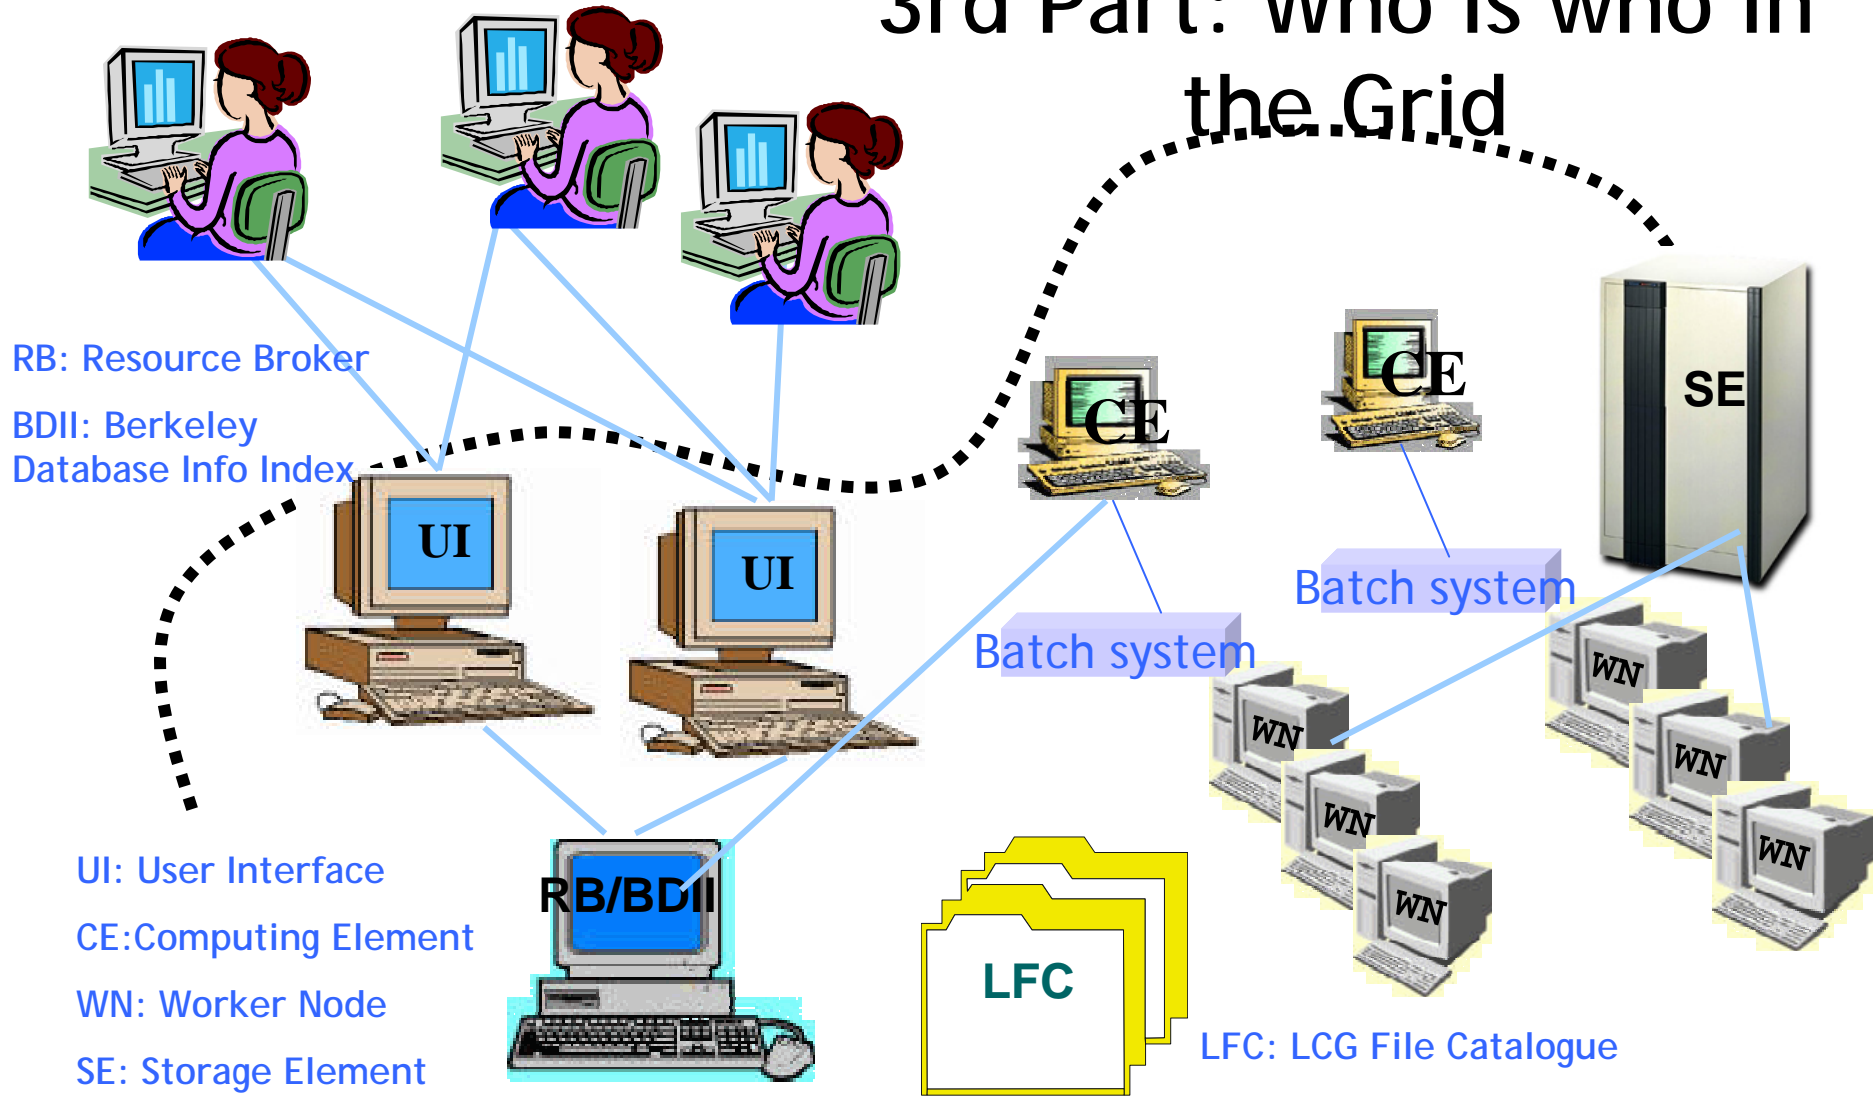 3rd Part: Who is who in
the Grid
RB: Resource Broker
BDII: Berkeley
Database Info Index
UI
UI
CE
CE
SE
Batch system
Batch system
WN
WN
WN
WN
WN
WN
RB/BDII
LFC
UI: User Interface
CE:Computing Element
WN: Worker Node
SE: Storage Element
LFC: LCG File Catalogue